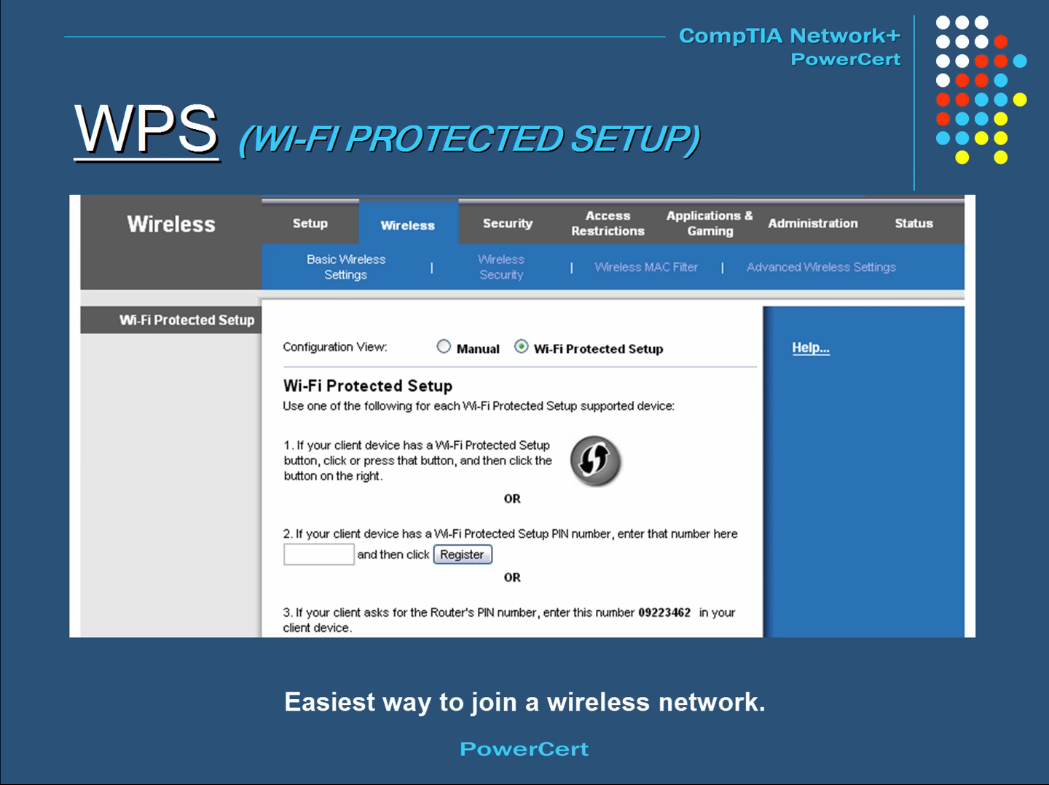 CompTIA Network+
PowerCert
WPS (WI-FI PROTECTED SETUP)
Wireless
Setup
Wireless
Security
Access
Restrictions
Applications &
Gaming
Administration
Status
Basic Wireless
Settings
|
Wireless
Security
|
Wireless MAC Filter
|
Advanced Wireless Settings
Wi-Fi Protected Setup
Configuration View:
Manual
Wi-Fi Protected Setup
Help...
Wi-Fi Protected Setup
Use one of the following for each Wi-Fi Protected Setup supported device:
1. If your client device has a Wi-Fi Protected Setup
button, click or press that button, and then click the
button on the right.
OR
2. If your client device has a Wi-Fi Protected Setup PIN number, enter that number here
and then click Register
OR
3. If your client asks for the Router's PIN number, enter this number 09223462 in your
client device.
Easiest way to join a wireless network.
PowerCert